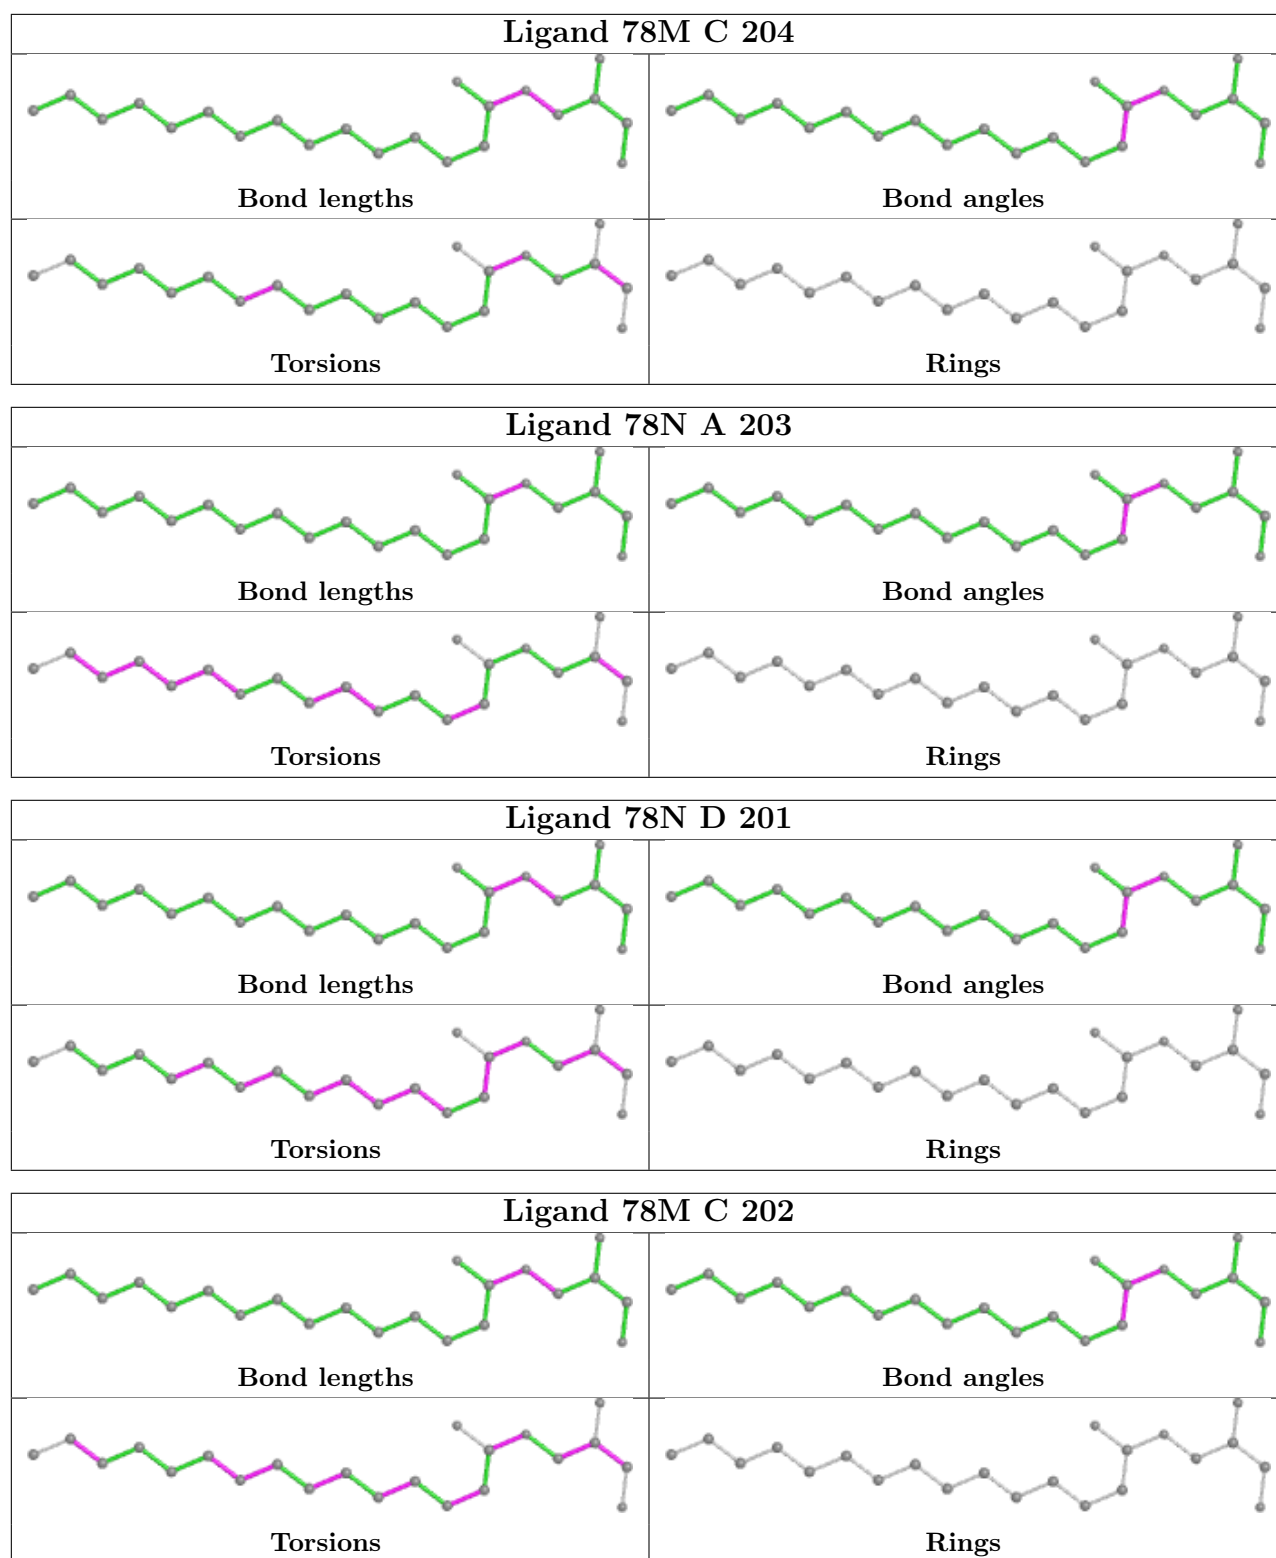 Ligand 78M C 204
Bond lengths
Bond angles
Torsions
Rings
Ligand 78N A 203
Bond lengths
Bond angles
Torsions
Rings
Ligand 78N D 201
Bond lengths
Bond angles
Torsions
Rings
Ligand 78M C 202
Bond lengths
Bond angles
Torsions
Rings